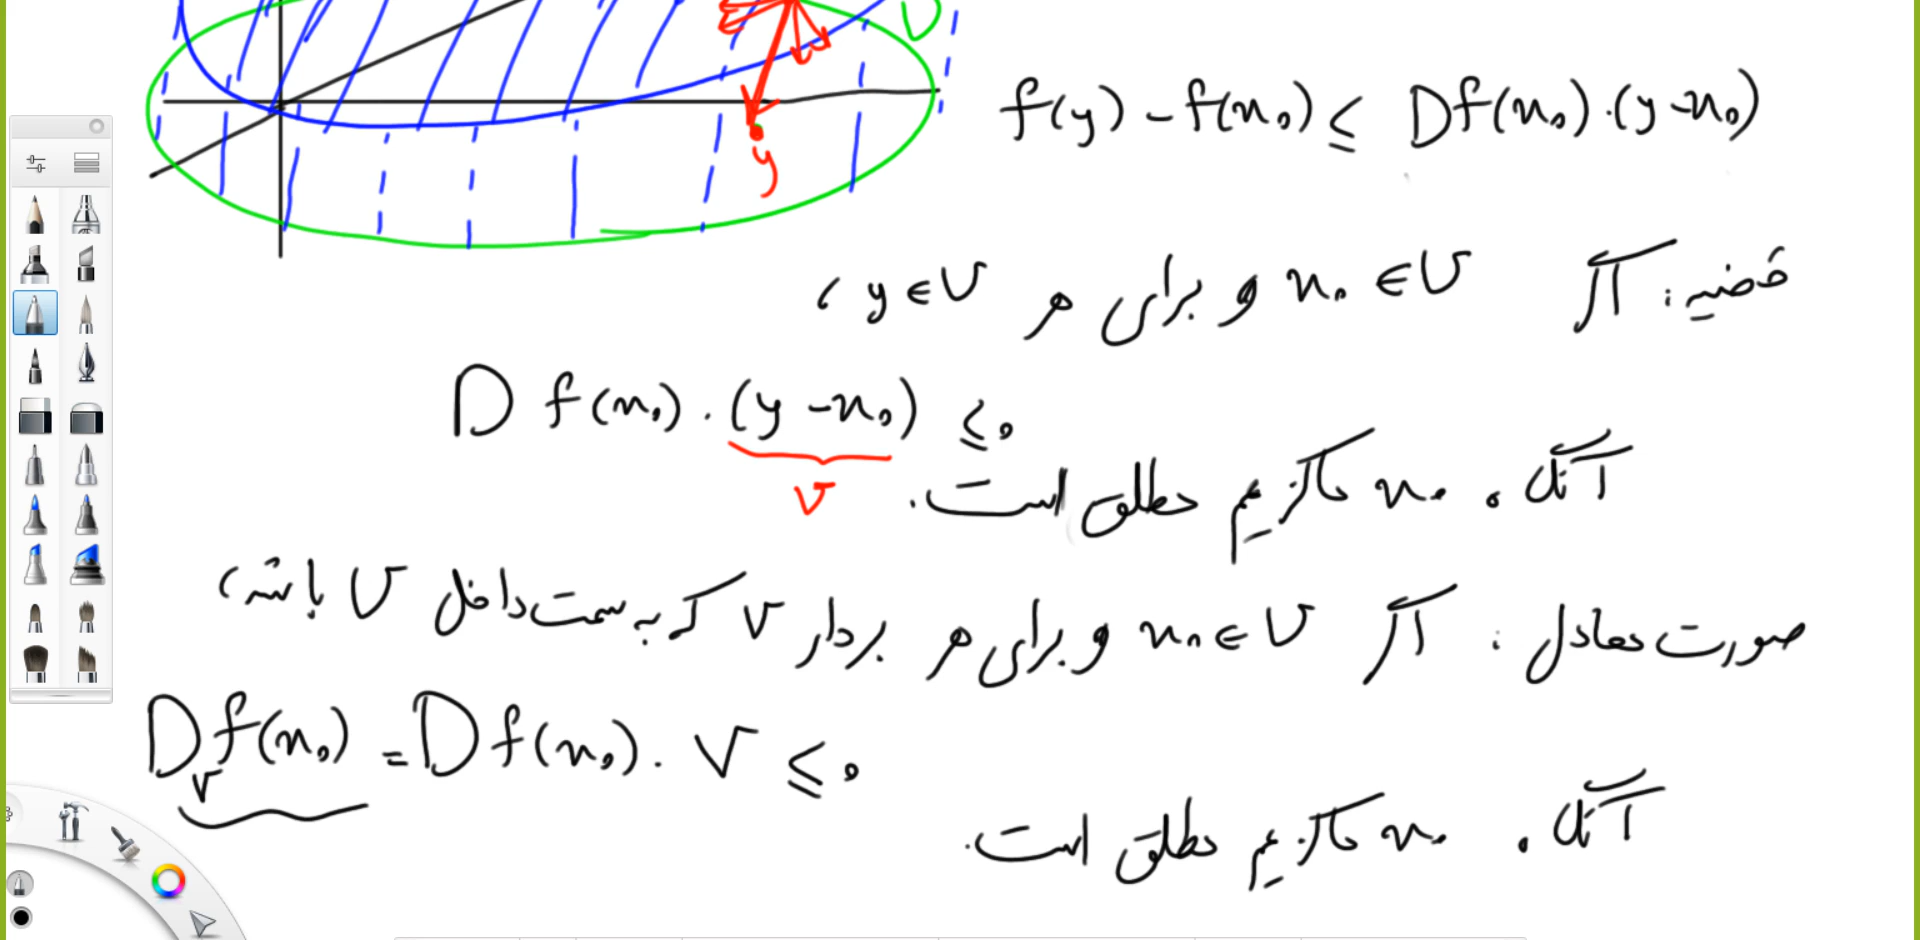 U
y
f(y) - f(x₀) ≤ Df(x₀)·(y-x₀)
قضیه: اگر x₀ ∈ U و برای هر y ∈ U،
Df(x₀)·(y-x₀) ≤ 0
v
آنگاه x₀ ماکزیمم مطلق است.
صورت معادل: اگر x₀ ∈ U و برای هر بردار v که به سمت داخل U باشد،
D_v f(x₀) = Df(x₀)·v ≤ 0
آنگاه x₀ ماکزیمم مطلق است.